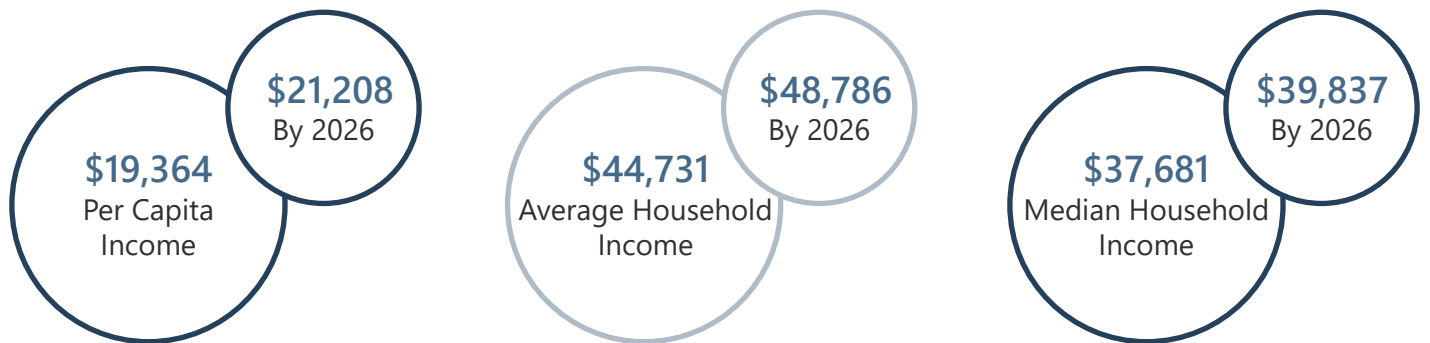 $21,208
By 2026
$19,364
Per Capita
Income
$48,786
By 2026
$44,731
Average Household
Income
$39,837
By 2026
$37,681
Median Household
Income